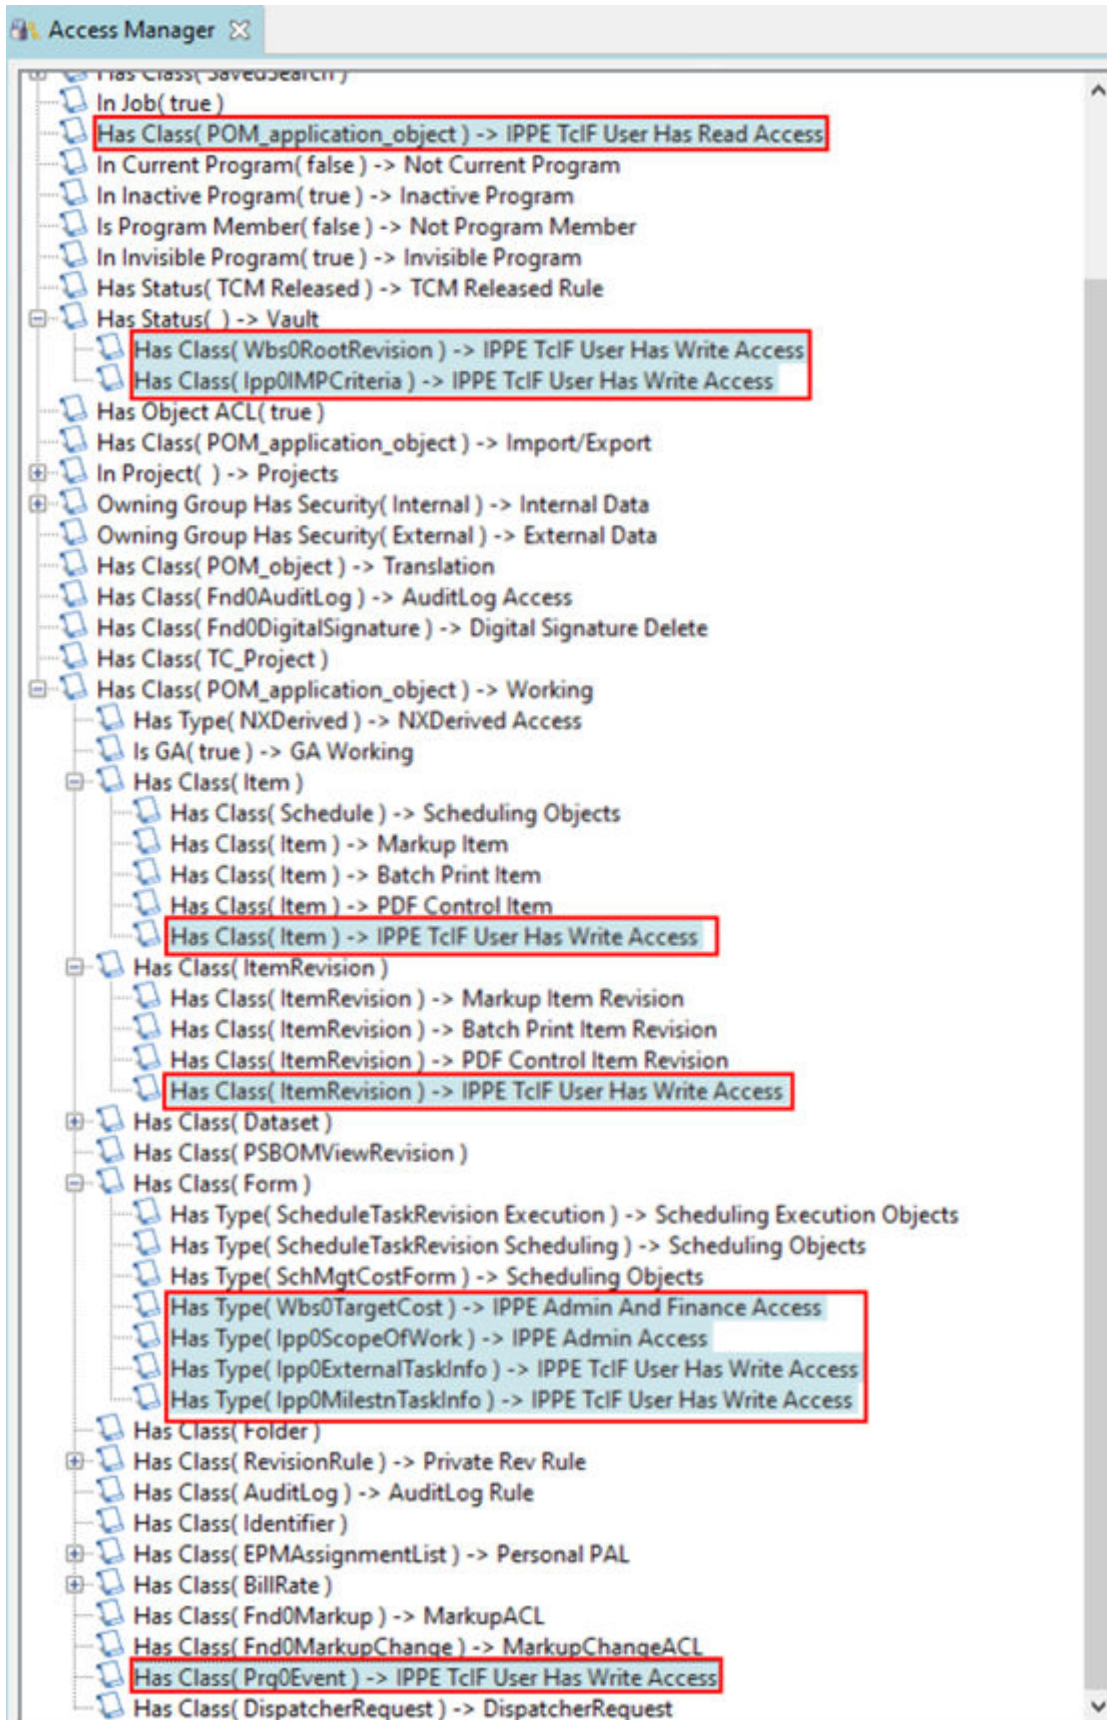 Access Manager
Has Class( SavedSearch )
In Job( true )
Has Class( POM_application_object ) -> IPPE TcIF User Has Read Access
In Current Program( false ) -> Not Current Program
In Inactive Program( true ) -> Inactive Program
Is Program Member( false ) -> Not Program Member
In Invisible Program( true ) -> Invisible Program
Has Status( TCM Released ) -> TCM Released Rule
Has Status( ) -> Vault
Has Class( Wbs0RootRevision ) -> IPPE TcIF User Has Write Access
Has Class( Ipp0IMPCriteria ) -> IPPE TcIF User Has Write Access
Has Object ACL( true )
Has Class( POM_application_object ) -> Import/Export
In Project( ) -> Projects
Owning Group Has Security( Internal ) -> Internal Data
Owning Group Has Security( External ) -> External Data
Has Class( POM_object ) -> Translation
Has Class( Fnd0AuditLog ) -> AuditLog Access
Has Class( Fnd0DigitalSignature ) -> Digital Signature Delete
Has Class( TC_Project )
Has Class( POM_application_object ) -> Working
Has Type( NXDerived ) -> NXDerived Access
Is GA( true ) -> GA Working
Has Class( Item )
Has Class( Schedule ) -> Scheduling Objects
Has Class( Item ) -> Markup Item
Has Class( Item ) -> Batch Print Item
Has Class( Item ) -> PDF Control Item
Has Class( Item ) -> IPPE TcIF User Has Write Access
Has Class( ItemRevision )
Has Class( ItemRevision ) -> Markup Item Revision
Has Class( ItemRevision ) -> Batch Print Item Revision
Has Class( ItemRevision ) -> PDF Control Item Revision
Has Class( ItemRevision ) -> IPPE TcIF User Has Write Access
Has Class( Dataset )
Has Class( PSBOMViewRevision )
Has Class( Form )
Has Type( ScheduleTaskRevision Execution ) -> Scheduling Execution Objects
Has Type( ScheduleTaskRevision Scheduling ) -> Scheduling Objects
Has Type( SchMgtCostForm ) -> Scheduling Objects
Has Type( Wbs0TargetCost ) -> IPPE Admin And Finance Access
Has Type( Ipp0ScopeOfWork ) -> IPPE Admin Access
Has Type( Ipp0ExternalTaskInfo ) -> IPPE TcIF User Has Write Access
Has Type( Ipp0MilestnTaskInfo ) -> IPPE TcIF User Has Write Access
Has Class( Folder )
Has Class( RevisionRule ) -> Private Rev Rule
Has Class( AuditLog ) -> AuditLog Rule
Has Class( Identifier )
Has Class( EPMAssignmentList ) -> Personal PAL
Has Class( BillRate )
Has Class( Fnd0Markup ) -> MarkupACL
Has Class( Fnd0MarkupChange ) -> MarkupChangeACL
Has Class( Prg0Event ) -> IPPE TcIF User Has Write Access
Has Class( DispatcherRequest ) -> DispatcherRequest